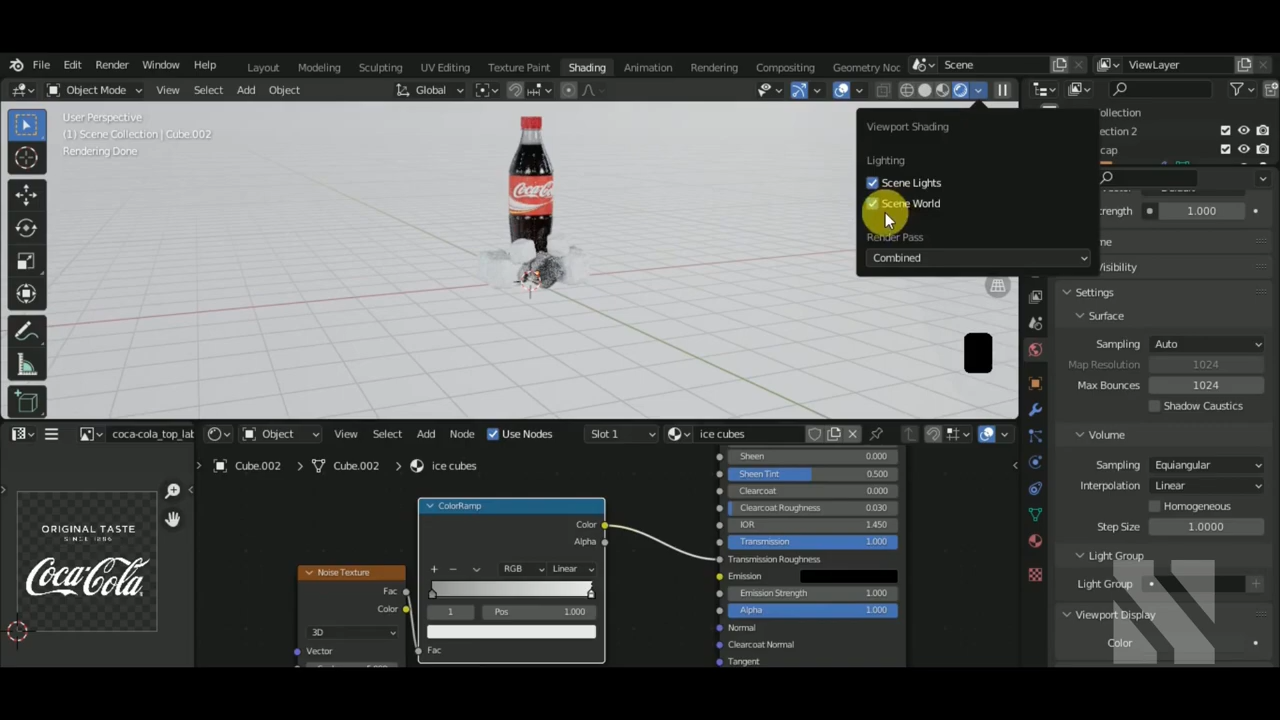 File Edit Render Window Help Layout Modeling Sculpting UV Editing Texture Paint Shading Animation Rendering Compositing Geometry Noc Scene ViewLayer
Object Mode View Select Add Object Global
User Perspective
(1) Scene Collection | Cube.002
Rendering Done
Viewport Shading
Lighting
Scene Lights
Scene World
Render Pass
Combined
Coca-Cola
Collection
ection 2
cap
Default
trength 1.000
Settings
Surface
Sampling Auto
Map Resolution 1024
Max Bounces 1024
Shadow Caustics
Volume
Sampling Equiangular
Interpolation Linear
Homogeneous
Step Size 1.0000
Light Group
Light Group
Viewport Display
Color
coca-cola_top_lab
Object View Select Add Node Use Nodes Slot 1 ice cubes
Cube.002 > Cube.002 > ice cubes
ORIGINAL TASTE
SINCE 1886
Coca-Cola
Noise Texture
Fac
Color
3D
Vector
ColorRamp
Color
Alpha
+ − RGB Linear
1 Pos 1.000
Fac
Sheen 0.000
Sheen Tint 0.500
Clearcoat 0.000
Clearcoat Roughness 0.030
IOR 1.450
Transmission 1.000
Transmission Roughness
Emission
Emission Strength 1.000
Alpha 1.000
Normal
Clearcoat Normal
Tangent